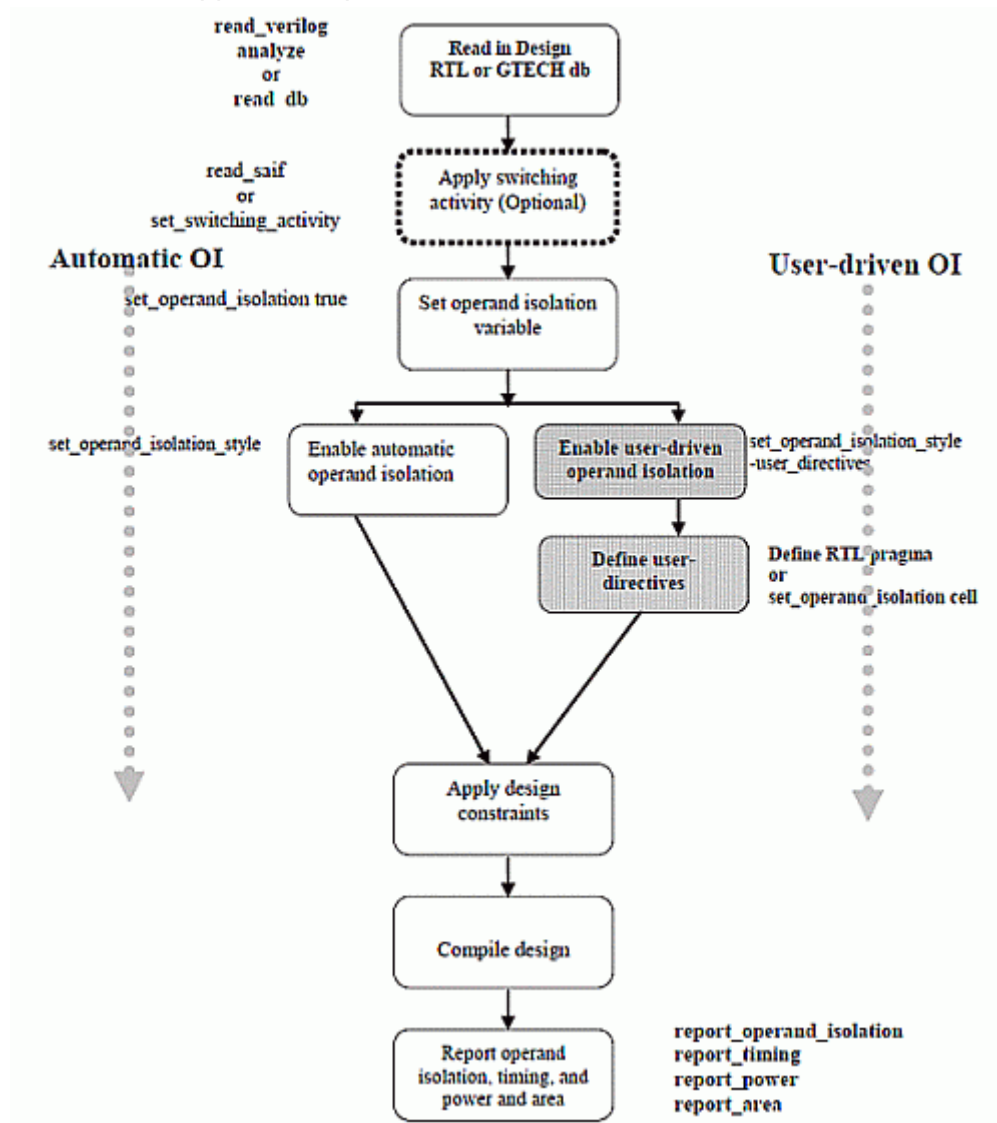 read_verilog
analyze
or
read_db
Read in Design
RTL or GTECH db
read_saif
or
set_switching_activity
Apply switching
activity (Optional)
Automatic OI
User-driven OI
set_operand_isolation true
Set operand isolation
variable
set_operand_isolation_style
Enable automatic
operand isolation
Enable user-driven
operand isolation
set_operand_isolation_style
-user_directives
Define user-
directives
Define RTL pragma
or
set_operand_isolation cell
Apply design
constraints
Compile design
Report operand
isolation, timing, and
power and area
report_operand_isolation
report_timing
report_power
report_area